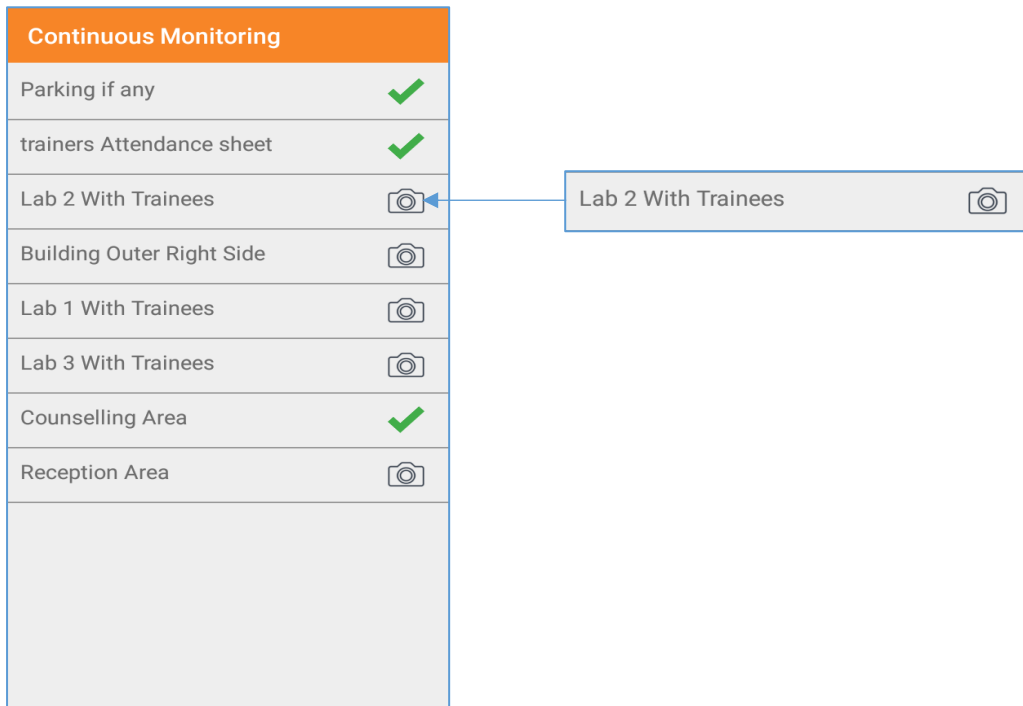 Continuous Monitoring
Parking if any
trainers Attendance sheet
Lab 2 With Trainees
Lab 2 With Trainees
Building Outer Right Side
Lab 1 With Trainees
Lab 3 With Trainees
Counselling Area
Reception Area